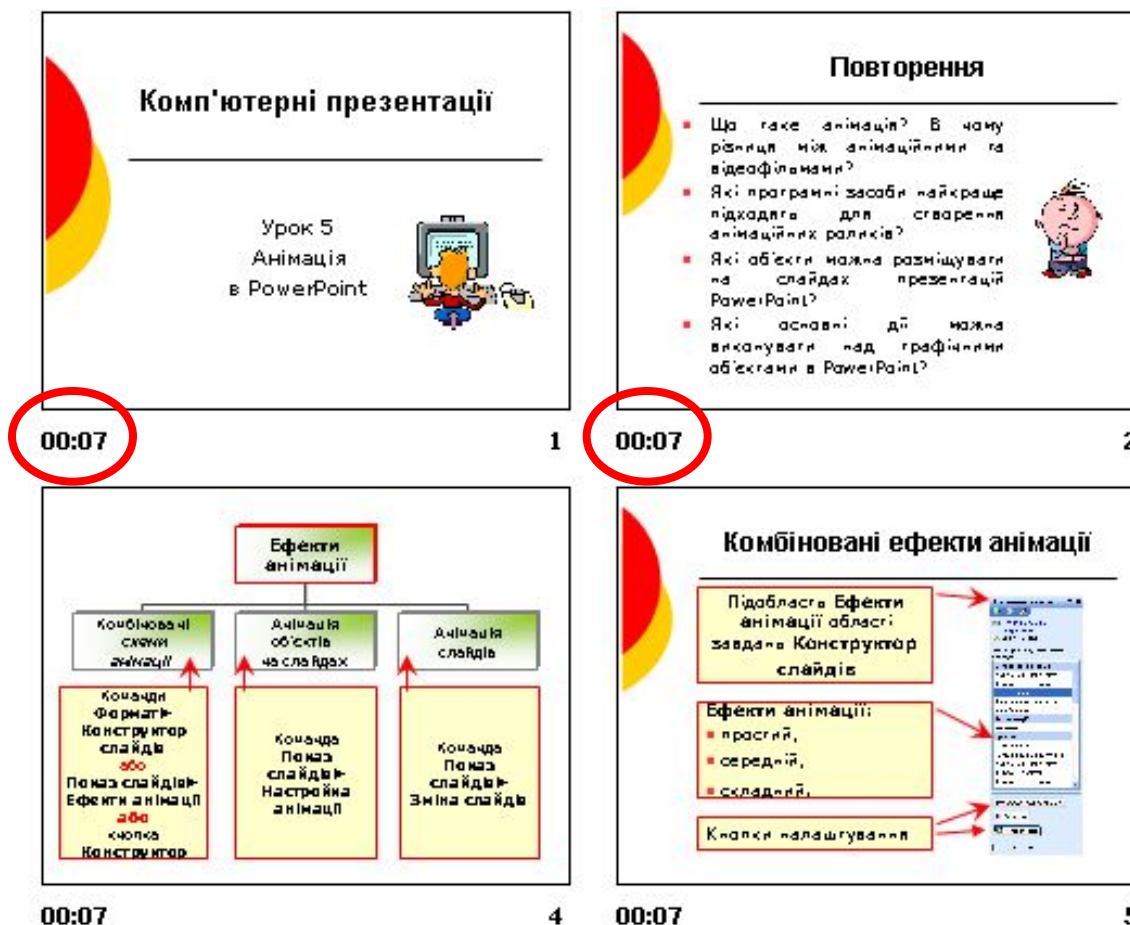 Комп'ютерні презентації
Урок 5
Анімація
в PowerPoint
00:07
1
Повторення
Що таке анімація? В чому
різниця між анімаційними та
відеофільмами?
Які програмні засоби найкраще
підходять для створення
анімаційних роликів?
Які об'єкти можна розміщувати
на слайдах презентацій
PowerPoint?
Які основні дії можна
виконувати над графічними
об'єктами в PowerPoint?
00:07
2
Ефекти
анімації
Комбіновані
схеми
анімації
Анімація
об'єктів
на слайдах
Анімація
слайдів
Команди
Формат
Конструктор
слайдів
або
Показ слайдів
Ефекти анімації
або
кнопка
Конструктор
Команда
Показ
слайдів
Настройка
анімації
Команда
Показ
слайдів
Зміна слайдів
00:07
4
Комбіновані ефекти анімації
Підобласть Ефекти
анімації області
завдань Конструктор
слайдів
Ефекти анімації:
простий,
середній,
складний.
Кнопки налаштування
00:07
5